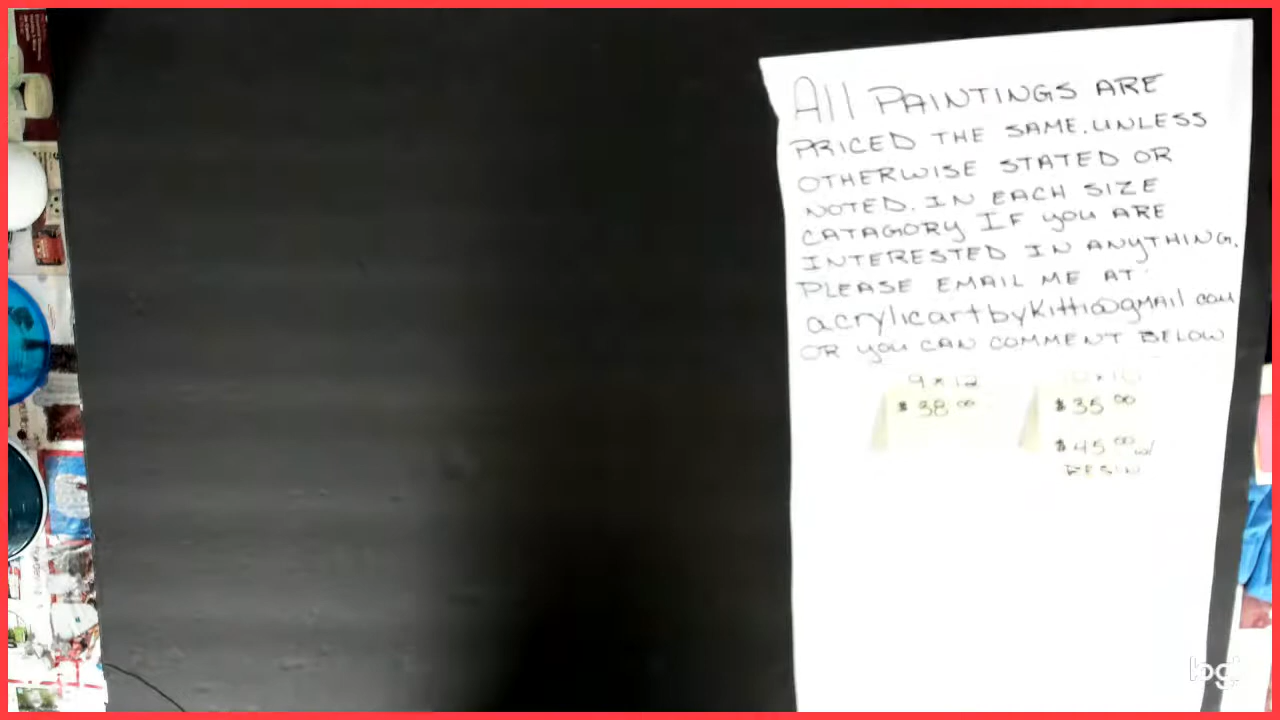 All PAINTINGS ARE
PRICED THE SAME. UNLESS
OTHERWISE STATED OR
NOTED. IN EACH SIZE
CATAGORY IF YOU ARE
INTERESTED IN ANYTHING.
PLEASE EMAIL ME AT
acrylicartbykitti@gmail com
OR YOU CAN COMMENT BELOW
9 x 12
$38 00 $35 00
$45 00 w/
RESIN
logi